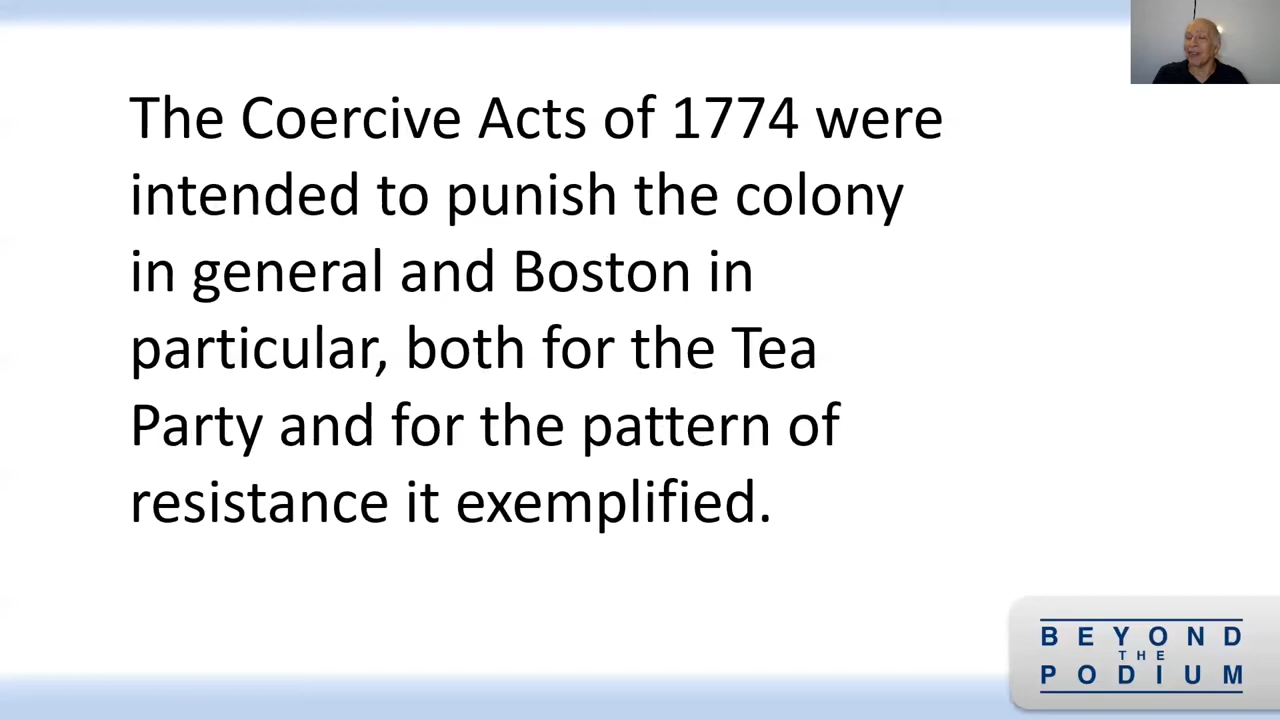 The Coercive Acts of 1774 were
intended to punish the colony
in general and Boston in
particular, both for the Tea
Party and for the pattern of
resistance it exemplified.
BEYOND
THE
PODIUM